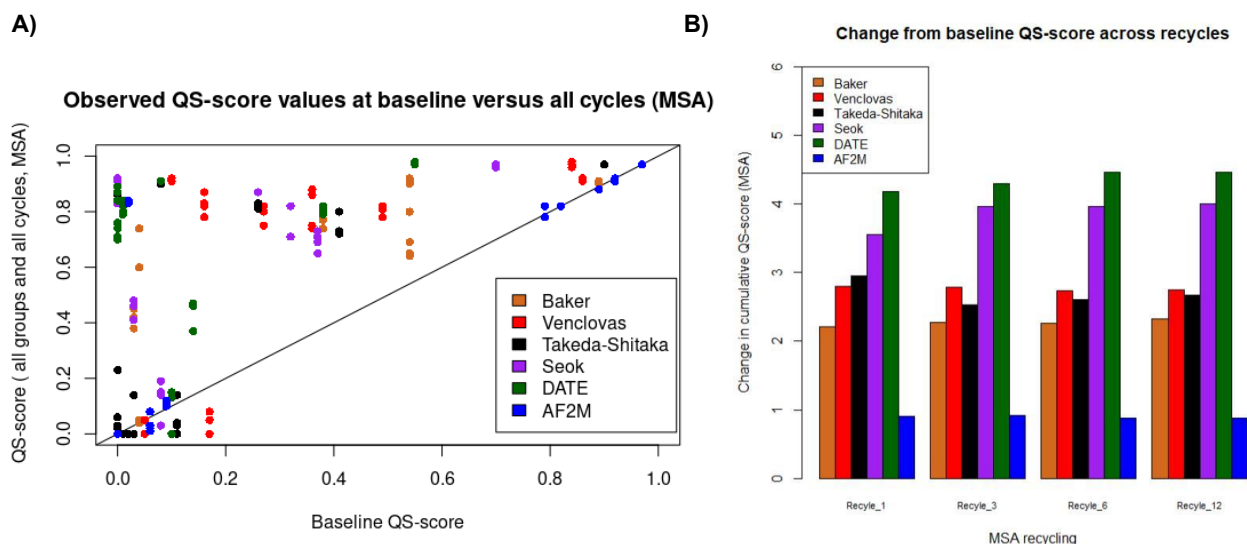 A)
Observed QS-score values at baseline versus all cycles (MSA)
QS-score ( all groups and all cycles, MSA)
1.0
0.8
0.6
0.4
0.2
0.0
Baker
Venclovas
Takeda-Shitaka
Seok
DATE
AF2M
0.0 0.2 0.4 0.6 0.8 1.0
Baseline QS-score
B)
Change from baseline QS-score across recycles
Change in cumulative QS-score (MSA)
6
5
4
3
2
1
0
Baker
Venclovas
Takeda-Shitaka
Seok
DATE
AF2M
Recyle_1 Recyle_3 Recyle_6 Recyle_12
MSA recycling